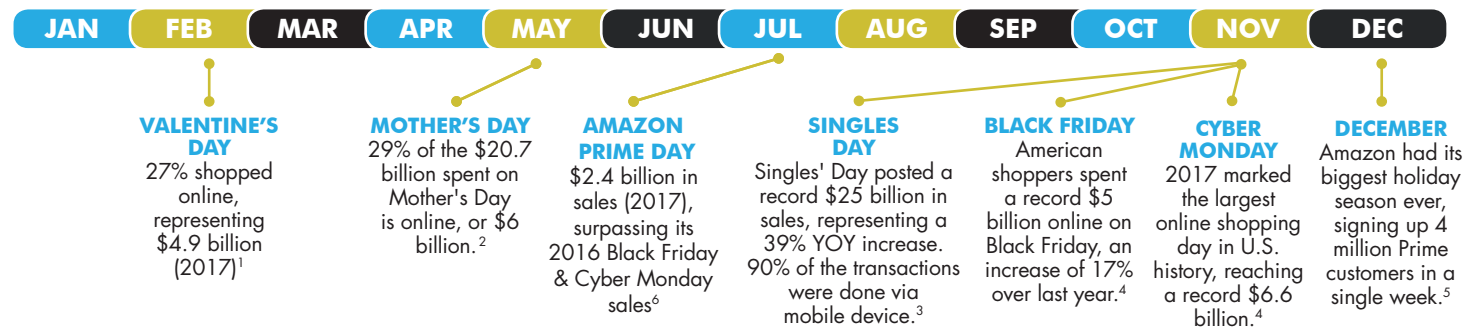 JAN FEB MAR APR MAY JUN JUL AUG SEP OCT NOV DEC
VALENTINE'S
DAY
27% shopped
online,
representing
$4.9 billion
(2017)¹
MOTHER'S DAY
29% of the $20.7
billion spent on
Mother's Day
is online, or $6
billion.²
AMAZON
PRIME DAY
$2.4 billion in
sales (2017),
surpassing its
2016 Black Friday
& Cyber Monday
sales⁶
SINGLES
DAY
Singles' Day posted a
record $25 billion in
sales, representing a
39% YOY increase.
90% of the transactions
were done via
mobile device.³
BLACK FRIDAY
American
shoppers spent
a record $5
billion online on
Black Friday, an
increase of 17%
over last year.⁴
CYBER
MONDAY
2017 marked
the largest
online shopping
day in U.S.
history, reaching
a record $6.6
billion.⁴
DECEMBER
Amazon had its
biggest holiday
season ever,
signing up 4
million Prime
customers in a
single week.⁵